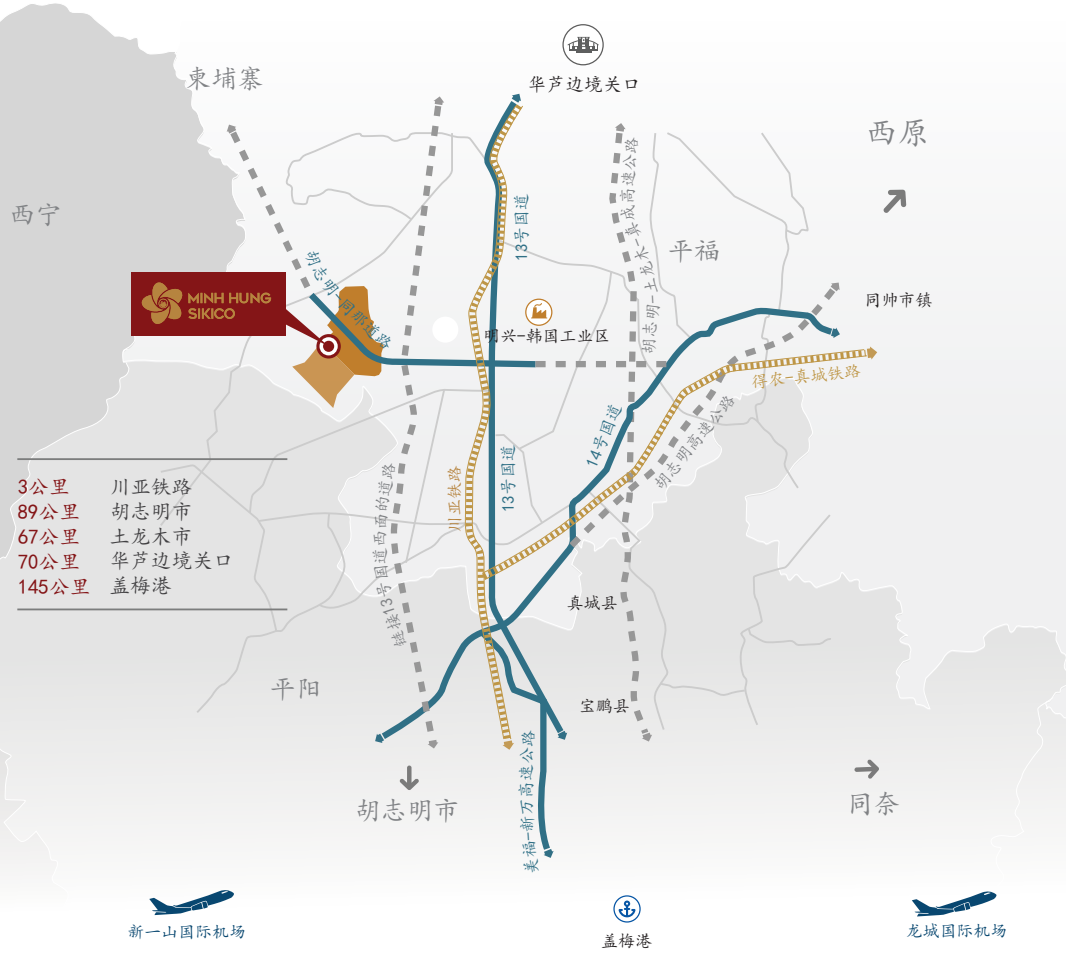 华芦边境关口
柬埔寨
西原
西宁
13号国道
胡志明-土龙木-真成高速公路
平福
胡志明-同那道路
MINH HUNG
SIKICO
同帅市镇
明兴-韩国工业区
得农-真城铁路
胡志明高速公路
14号国道
13号国道
川亚铁路
链接13号国道西面的道路
3公里 川亚铁路
89公里 胡志明市
67公里 土龙木市
70公里 华芦边境关口
145公里 盖梅港
真城县
平阳
宝鹏县
美福-新万高速公路
胡志明市
同奈
新一山国际机场
盖梅港
龙城国际机场